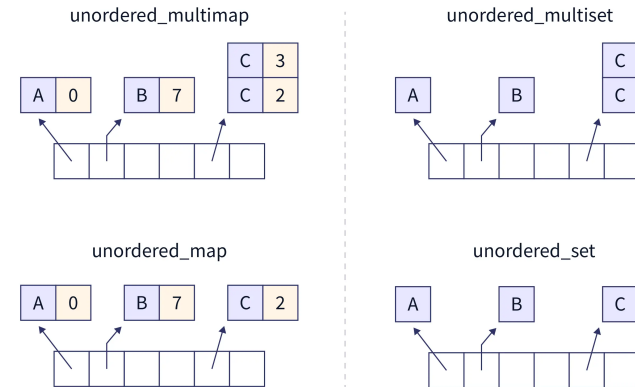 unordered_multimap
C 3
A 0 B 7 C 2
unordered_multiset
C
A B C
unordered_map
A 0 B 7 C 2
unordered_set
A B C